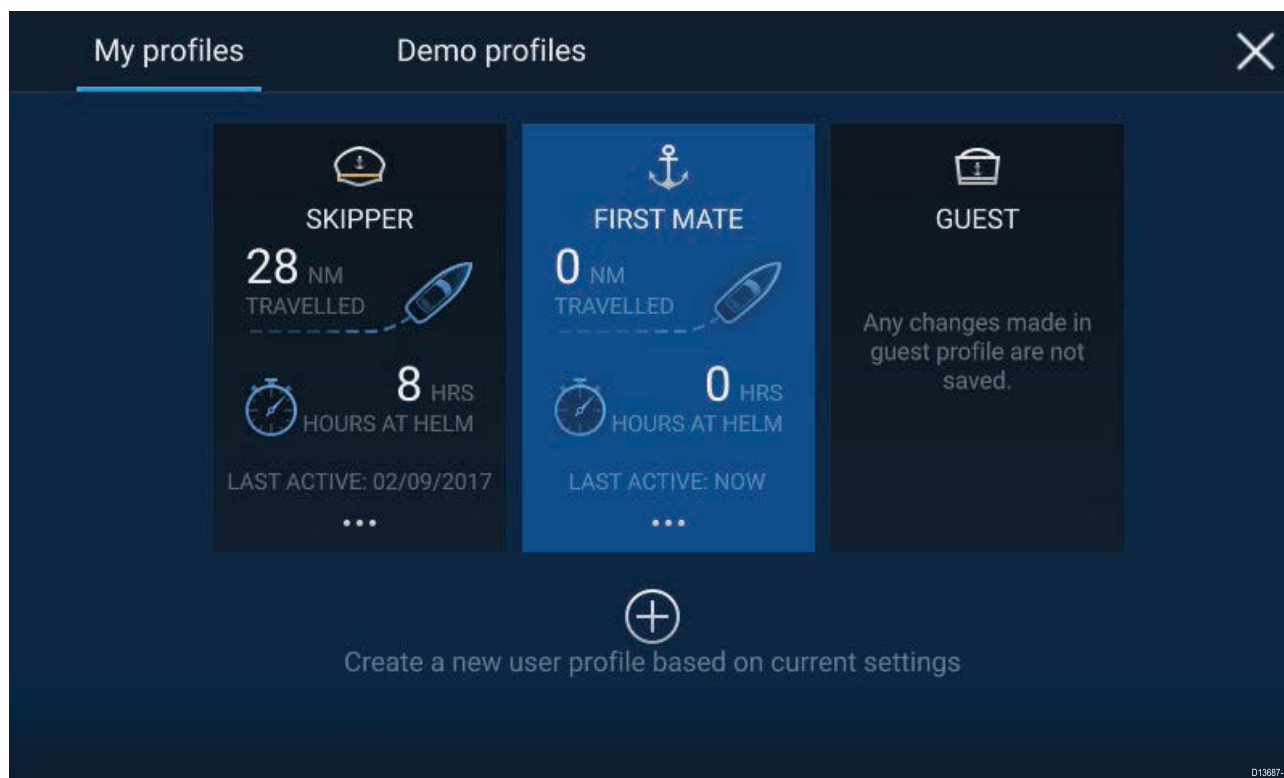 My profiles
Demo profiles
SKIPPER
28 NM
TRAVELLED
8 HRS
HOURS AT HELM
LAST ACTIVE: 02/09/2017
FIRST MATE
0 NM
TRAVELLED
0 HRS
HOURS AT HELM
LAST ACTIVE: NOW
GUEST
Any changes made in
guest profile are not
saved.
Create a new user profile based on current settings
D13687-